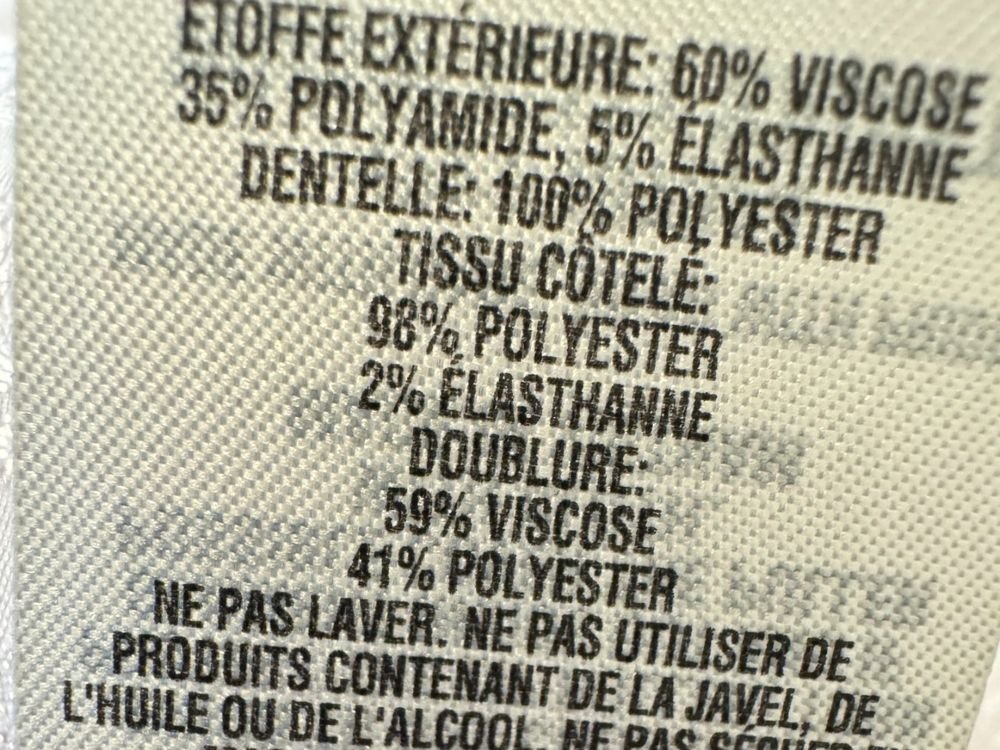 ÉTOFFE EXTÉRIEURE: 60% VISCOSE
35% POLYAMIDE, 5% ÉLASTHANNE
DENTELLE: 100% POLYESTER
TISSU CÔTELÉ:
98% POLYESTER
2% ÉLASTHANNE
DOUBLURE:
59% VISCOSE
41% POLYESTER
NE PAS LAVER. NE PAS UTILISER DE
PRODUITS CONTENANT DE LA JAVEL, DE
L'HUILE OU DE L'ALCOOL. NE PAS